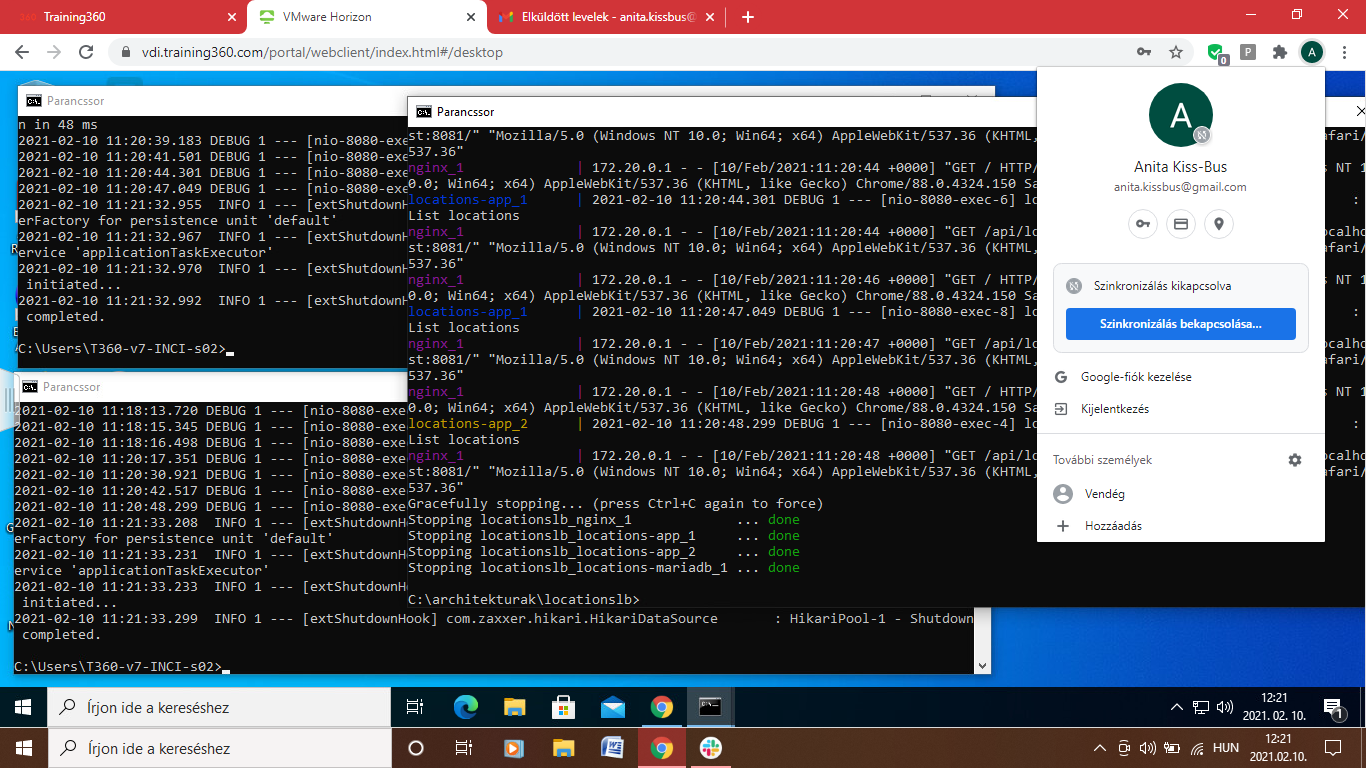 Training360
VMware Horizon
Elküldött levelek - anita.kissbus@
vdi.training360.com/portal/webclient/index.html#/desktop
0
P
A
Parancssor
n in 48 ms
2021-02-10 11:20:39.183 DEBUG 1 --- [nio-8080-exe
2021-02-10 11:20:41.501 DEBUG 1 --- [nio-8080-exe
2021-02-10 11:20:44.301 DEBUG 1 --- [nio-8080-exe
2021-02-10 11:20:47.049 DEBUG 1 --- [nio-8080-exe
2021-02-10 11:21:32.955  INFO 1 --- [extShutdownH
erFactory for persistence unit 'default'
2021-02-10 11:21:32.967  INFO 1 --- [extShutdownH
ervice 'applicationTaskExecutor'
2021-02-10 11:21:32.970  INFO 1 --- [extShutdownH
 initiated...
2021-02-10 11:21:32.992  INFO 1 --- [extShutdownH
 completed.
C:\Users\T360-v7-INCI-s02>
Parancssor
2021-02-10 11:18:13.720 DEBUG 1 --- [nio-8080-exe
2021-02-10 11:18:15.345 DEBUG 1 --- [nio-8080-exe
2021-02-10 11:18:16.498 DEBUG 1 --- [nio-8080-exe
2021-02-10 11:20:17.351 DEBUG 1 --- [nio-8080-exe
2021-02-10 11:20:30.921 DEBUG 1 --- [nio-8080-exe
2021-02-10 11:20:42.517 DEBUG 1 --- [nio-8080-exe
2021-02-10 11:20:48.299 DEBUG 1 --- [nio-8080-exe
2021-02-10 11:21:33.208  INFO 1 --- [extShutdownH
erFactory for persistence unit 'default'
2021-02-10 11:21:33.231  INFO 1 --- [extShutdownH
ervice 'applicationTaskExecutor'
2021-02-10 11:21:33.233  INFO 1 --- [extShutdownH
 initiated...
2021-02-10 11:21:33.299  INFO 1 --- [extShutdownHook] com.zaxxer.hikari.HikariDataSource       : HikariPool-1 - Shutdown
 completed.
C:\Users\T360-v7-INCI-s02>
Parancssor
st:8081/" "Mozilla/5.0 (Windows NT 10.0; Win64; x64) AppleWebKit/537.36 (KHTML, afari/
537.36"
nginx_1              | 172.20.0.1 - - [10/Feb/2021:11:20:44 +0000] "GET / HTTP/ NT 1
0.0; Win64; x64) AppleWebKit/537.36 (KHTML, like Gecko) Chrome/88.0.4324.150 Sa
locations-app_1      | 2021-02-10 11:20:44.301 DEBUG 1 --- [nio-8080-exec-6] lo :
List locations
nginx_1              | 172.20.0.1 - - [10/Feb/2021:11:20:44 +0000] "GET /api/lo ocalho
st:8081/" "Mozilla/5.0 (Windows NT 10.0; Win64; x64) AppleWebKit/537.36 (KHTML, afari/
537.36"
nginx_1              | 172.20.0.1 - - [10/Feb/2021:11:20:46 +0000] "GET / HTTP/ NT 1
0.0; Win64; x64) AppleWebKit/537.36 (KHTML, like Gecko) Chrome/88.0.4324.150 Sa
locations-app_1      | 2021-02-10 11:20:47.049 DEBUG 1 --- [nio-8080-exec-8] lo :
List locations
nginx_1              | 172.20.0.1 - - [10/Feb/2021:11:20:47 +0000] "GET /api/lo ocalho
st:8081/" "Mozilla/5.0 (Windows NT 10.0; Win64; x64) AppleWebKit/537.36 (KHTML, afari/
537.36"
nginx_1              | 172.20.0.1 - - [10/Feb/2021:11:20:48 +0000] "GET / HTTP/ NT 1
0.0; Win64; x64) AppleWebKit/537.36 (KHTML, like Gecko) Chrome/88.0.4324.150 Sa
locations-app_2      | 2021-02-10 11:20:48.299 DEBUG 1 --- [nio-8080-exec-4] lo :
List locations
nginx_1              | 172.20.0.1 - - [10/Feb/2021:11:20:48 +0000] "GET /api/lo ocalho
st:8081/" "Mozilla/5.0 (Windows NT 10.0; Win64; x64) AppleWebKit/537.36 (KHTML, afari/
537.36"
Gracefully stopping... (press Ctrl+C again to force)
Stopping locationslb_nginx_1             ... done
Stopping locationslb_locations-app_1     ... done
Stopping locationslb_locations-app_2     ... done
Stopping locationslb_locations-mariadb_1 ... done
C:\architekturak\locationslb>
A
Anita Kiss-Bus
anita.kissbus@gmail.com
Szinkronizálás kikapcsolva
Szinkronizálás bekapcsolása...
Google-fiók kezelése
Kijelentkezés
További személyek
Vendég
Hozzáadás
Írjon ide a kereséshez
12:21
2021. 02. 10.
1
Írjon ide a kereséshez
HUN
12:21
2021.02.10.